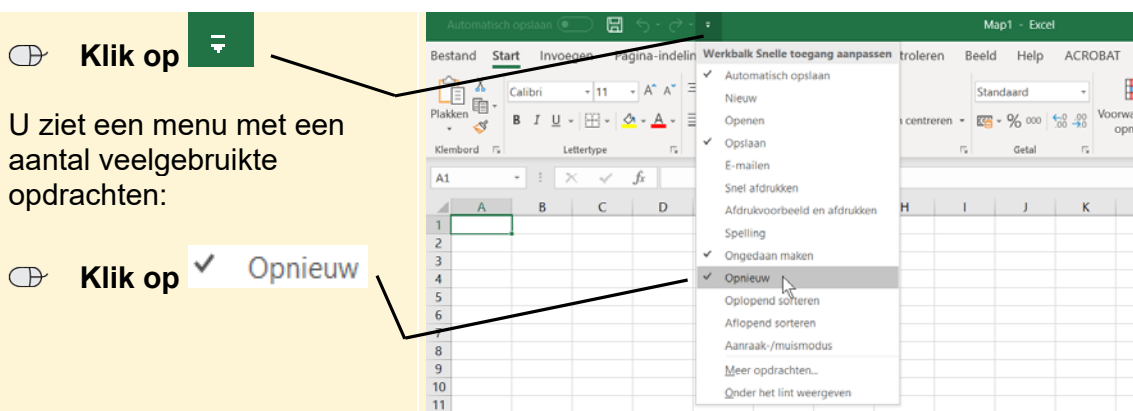 Klik op
U ziet een menu met een
aantal veelgebruikte
opdrachten:
Klik op ✓ Opnieuw
Automatisch opslaan
Map1 - Excel
Bestand Start Invoegen Pagina-indelin
troleren Beeld Help ACROBAT
Werkbalk Snelle toegang aanpassen
✓ Automatisch opslaan
Nieuw
Openen
✓ Opslaan
E-mailen
Snel afdrukken
Afdrukvoorbeeld en afdrukken
Spelling
✓ Ongedaan maken
✓ Opnieuw
Oplopend sorteren
Aflopend sorteren
Aanraak-/muismodus
Meer opdrachten...
Onder het lint weergeven
Plakken
Calibri 11 A^ A˅
B I U A
Klembord Lettertype
centreren
Standaard
% 000
Getal
Voorwa
opm
A1 fx
A B C D H I J K
1
2
3
4
5
6
7
8
9
10
11